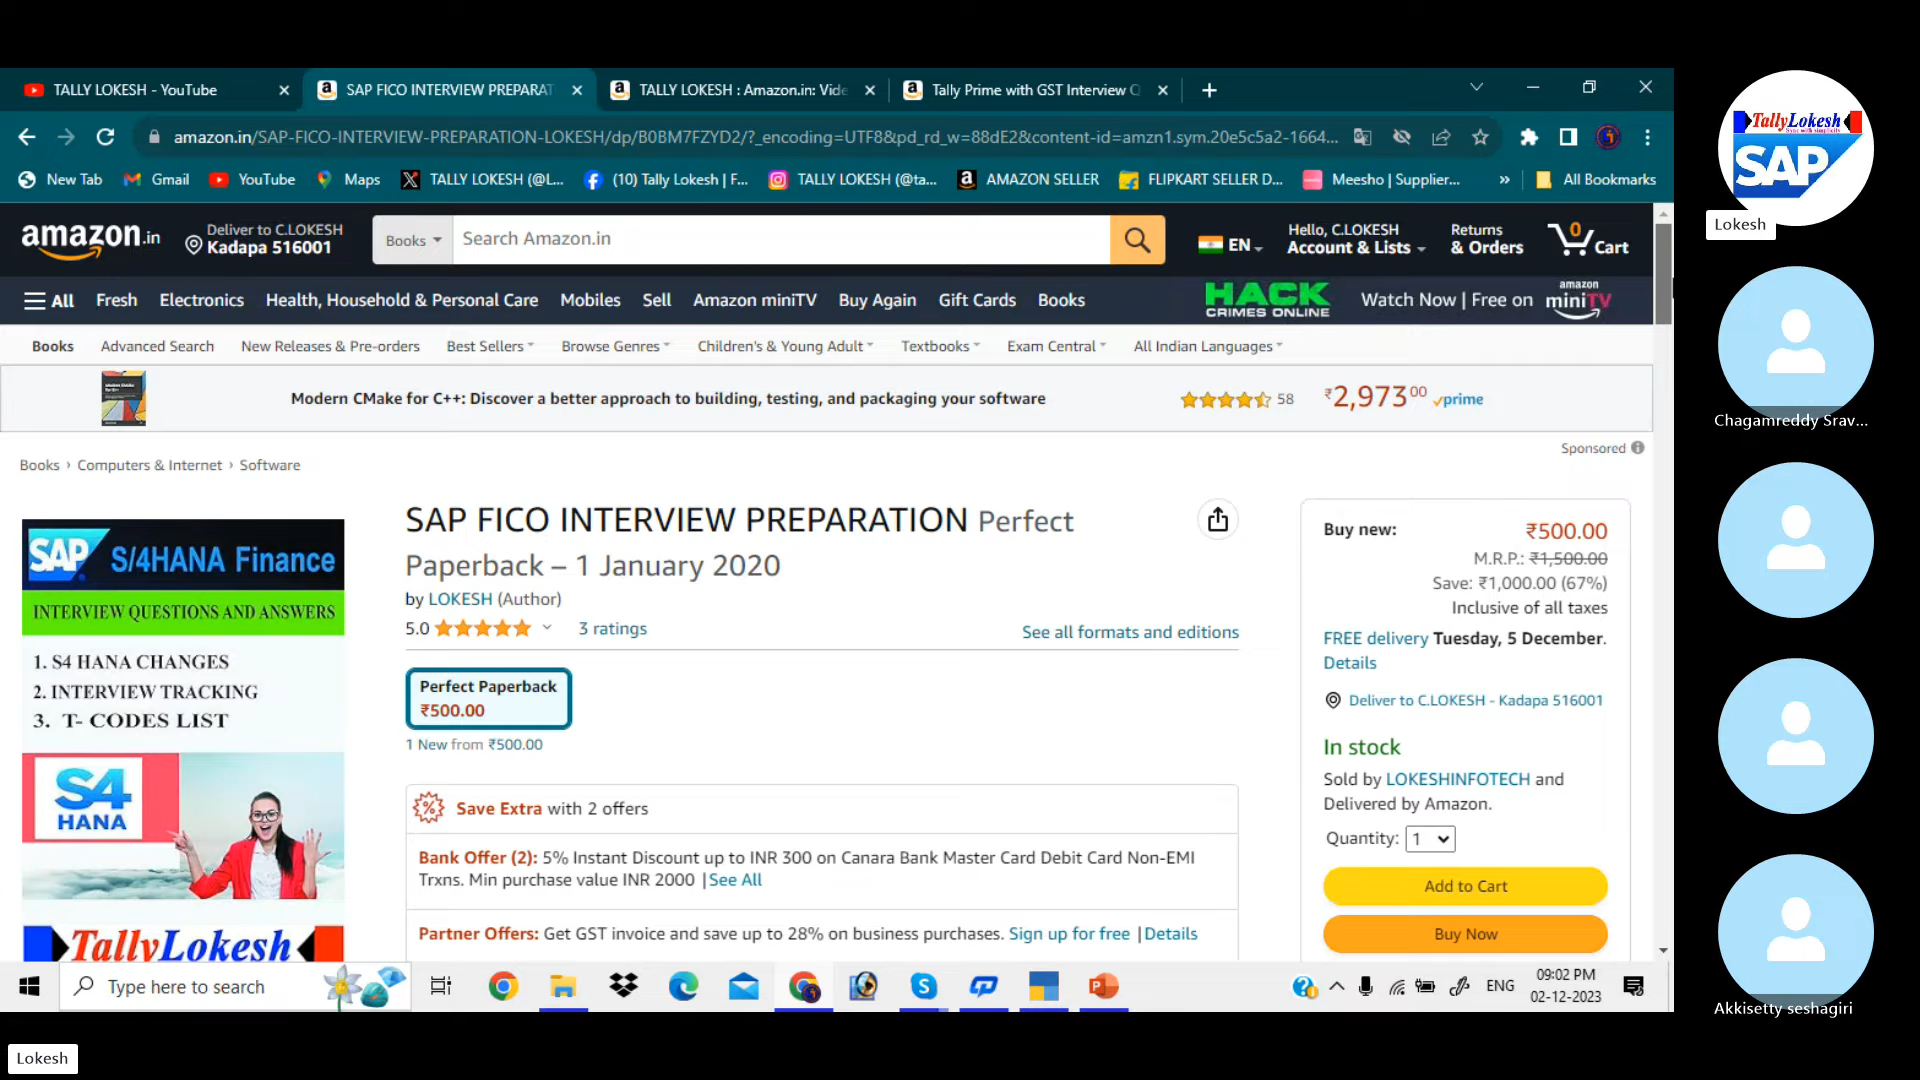 TALLY LOKESH - YouTube
SAP FICO INTERVIEW PREPARAT
TALLY LOKESH : Amazon.in: Vide
Tally Prime with GST Interview Q
amazon.in/SAP-FICO-INTERVIEW-PREPARATION-LOKESH/dp/B0BM7FZYD2/?_encoding=UTF8&pd_rd_w=88dE2&content-id=amzn1.sym.20e5c5a2-1664...
New Tab Gmail YouTube Maps TALLY LOKESH (@L... (10) Tally Lokesh | F... TALLY LOKESH (@ta... AMAZON SELLER FLIPKART SELLER D... Meesho | Supplier... » All Bookmarks
amazon.in
Deliver to C.LOKESH
Kadapa 516001
Books
Search Amazon.in
EN
Hello, C.LOKESH
Account & Lists
Returns
& Orders
0
Cart
All Fresh Electronics Health, Household & Personal Care Mobiles Sell Amazon miniTV Buy Again Gift Cards Books
HACK
CRIMES ONLINE
Watch Now | Free on
amazon
miniTV
Books Advanced Search New Releases & Pre-orders Best Sellers Browse Genres Children's & Young Adult Textbooks Exam Central All Indian Languages
Modern CMake for C++: Discover a better approach to building, testing, and packaging your software
58
₹2,97300 prime
Sponsored
Books › Computers & Internet › Software
SAP S/4HANA Finance
INTERVIEW QUESTIONS AND ANSWERS
1. S4 HANA CHANGES
2. INTERVIEW TRACKING
3. T- CODES LIST
S4
HANA
TallyLokesh
SAP FICO INTERVIEW PREPARATION Perfect
Paperback – 1 January 2020
by LOKESH (Author)
5.0
3 ratings
See all formats and editions
Perfect Paperback
₹500.00
1 New from ₹500.00
Save Extra with 2 offers
Bank Offer (2): 5% Instant Discount up to INR 300 on Canara Bank Master Card Debit Card Non-EMI
Trxns. Min purchase value INR 2000 |See All
Partner Offers: Get GST invoice and save up to 28% on business purchases. Sign up for free |Details
Buy new: ₹500.00
M.R.P.: ₹1,500.00
Save: ₹1,000.00 (67%)
Inclusive of all taxes
FREE delivery Tuesday, 5 December.
Details
Deliver to C.LOKESH - Kadapa 516001
In stock
Sold by LOKESHINFOTECH and
Delivered by Amazon.
Quantity: 1
Add to Cart
Buy Now
Type here to search
ENG
09:02 PM
02-12-2023
TallyLokesh
SAP
Lokesh
Chagamreddy Srav...
Akkisetty seshagiri
Lokesh